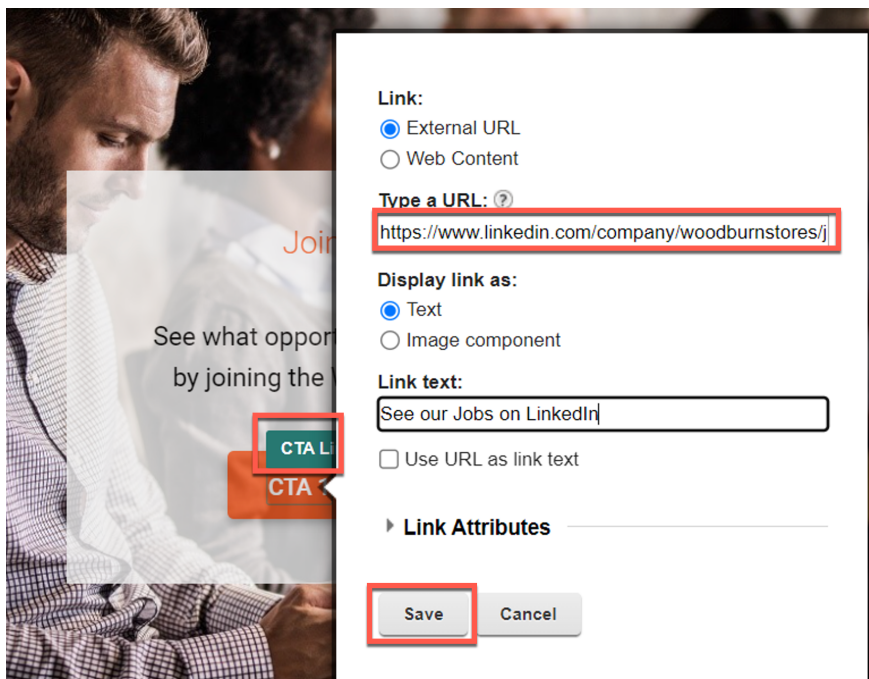 Link:
External URL
Web Content
Type a URL: ?
https://www.linkedin.com/company/woodburnstores/j
Display link as:
Text
Image component
Link text:
See our Jobs on LinkedIn
Use URL as link text
Link Attributes
Save Cancel
See what
by joining the
CTA
CTA